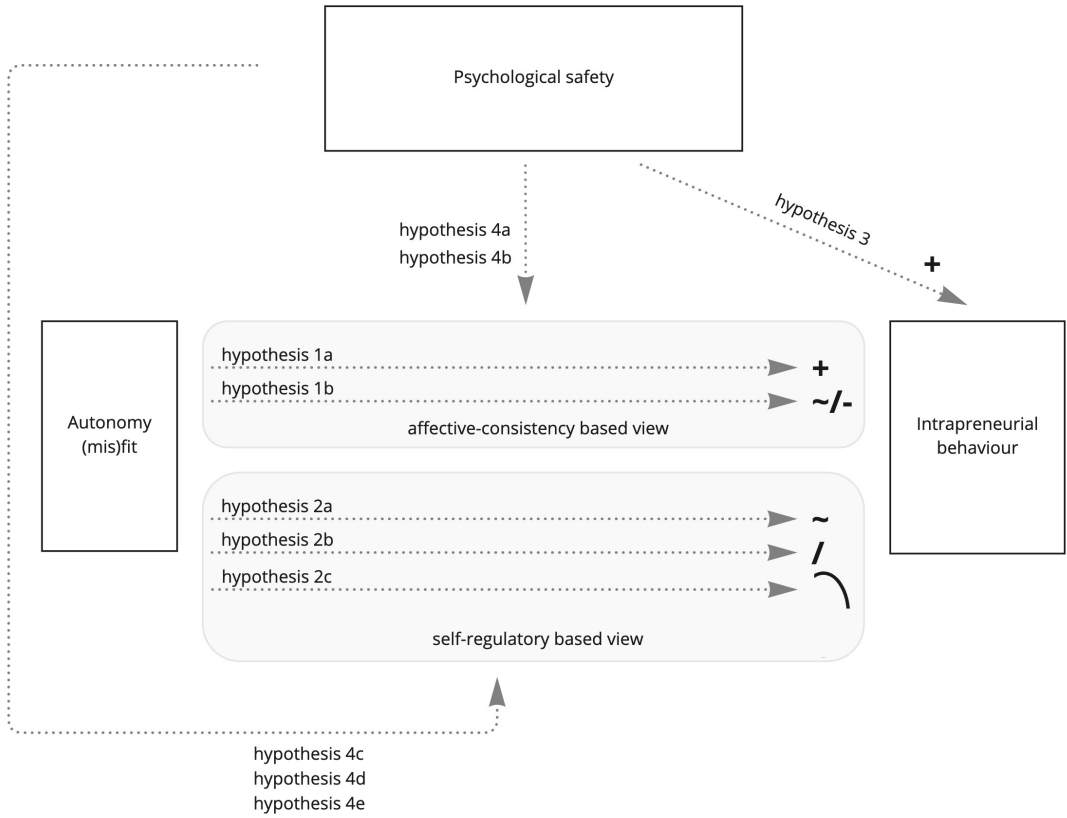 Psychological safety
hypothesis 4a
hypothesis 4b
hypothesis 3
+
Autonomy
(mis)fit
hypothesis 1a
+
hypothesis 1b
~/-
affective-consistency based view
Intrapreneurial
behaviour
hypothesis 2a
~
hypothesis 2b
/
hypothesis 2c
self-regulatory based view
hypothesis 4c
hypothesis 4d
hypothesis 4e